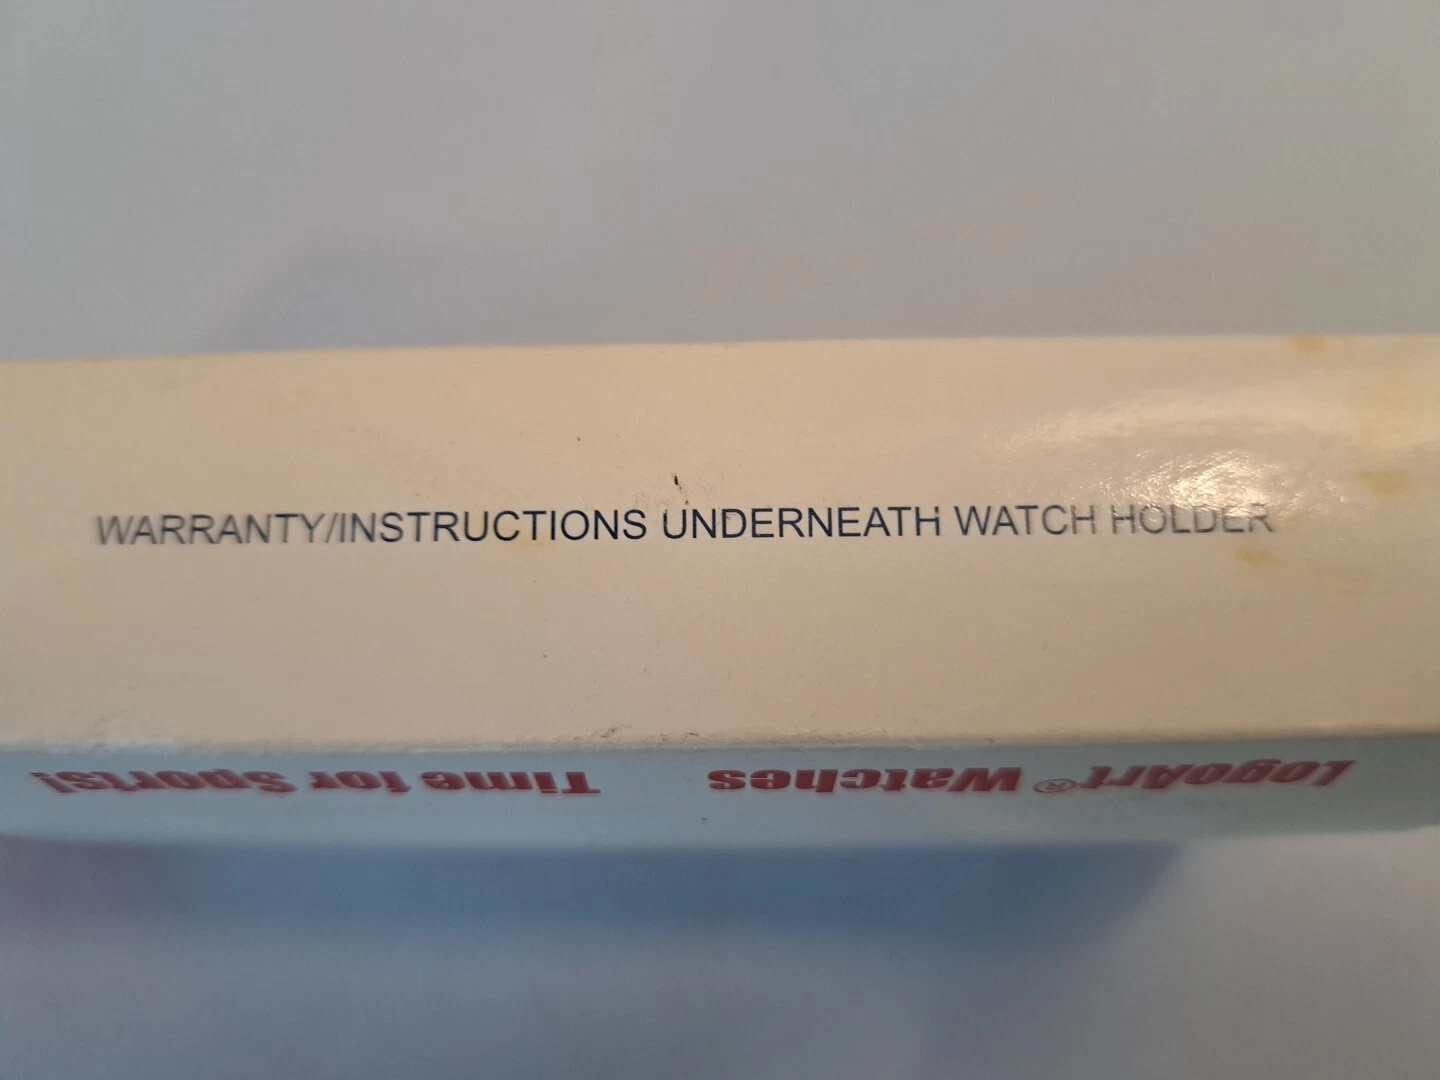 WARRANTY/INSTRUCTIONS UNDERNEATH WATCH HOLDER
LogoArt® Watches Time for Sports!